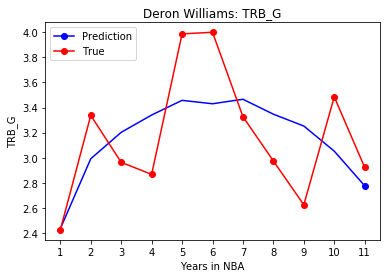 Deron Williams: TRB_G
Prediction
True
4.0
3.8
3.6
3.4
3.2
3.0
2.8
2.6
2.4
TRB_G
1 2 3 4 5 6 7 8 9 10 11
Years in NBA